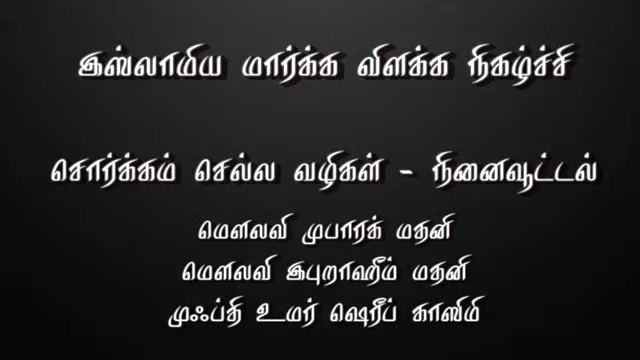 இஸ்லாமிய மார்க்க விளக்க நிகழ்ச்சி
சொர்க்கம் செல்ல வழிகள் - நினைவூட்டல்
மௌலவி முபாரக் மதனி
மௌலவி இபுறாஹீம் மதனி
முஃப்தி உமர் ஷெரீப் காஸிமி